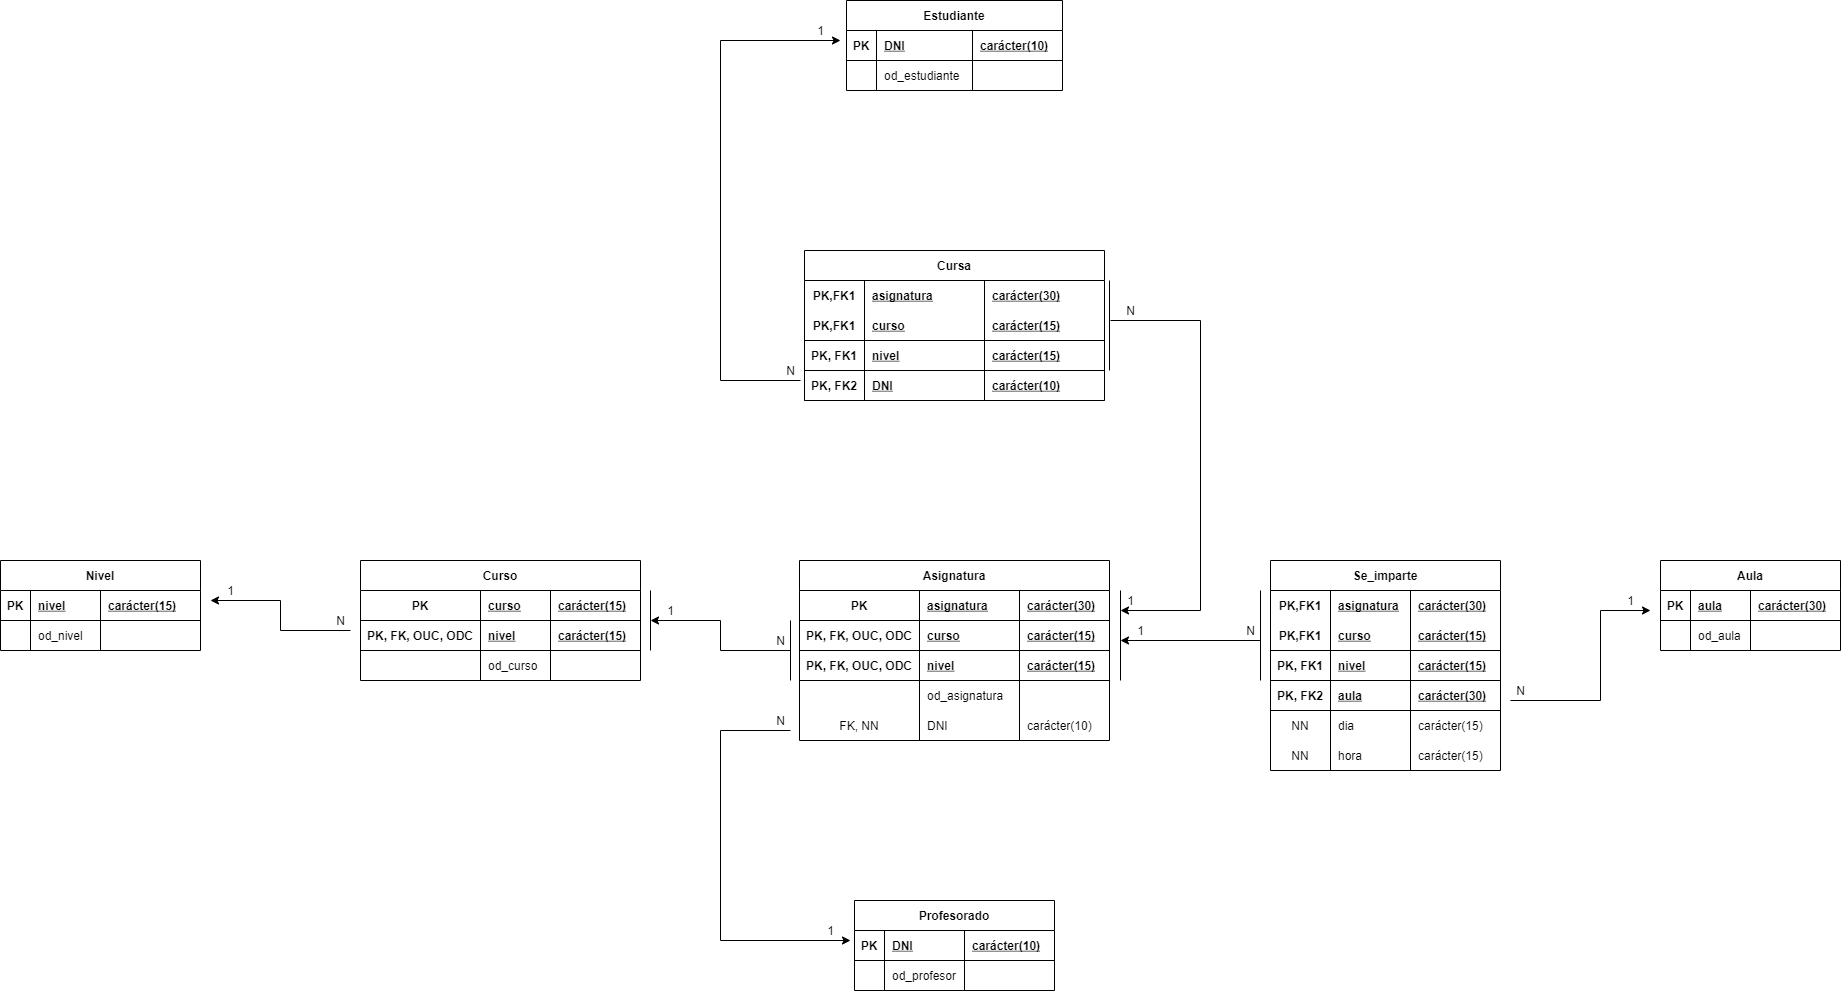 Estudiante
1
PK DNI carácter(10)
od_estudiante
Cursa
PK,FK1 asignatura carácter(30)
N
PK,FK1 curso carácter(15)
PK, FK1 nivel carácter(15)
N
PK, FK2 DNI carácter(10)
Nivel
PK nivel carácter(15)
od_nivel
1
N
Curso
PK curso carácter(15)
PK, FK, OUC, ODC nivel carácter(15)
od_curso
1
N
Asignatura
PK asignatura carácter(30)
PK, FK, OUC, ODC curso carácter(15)
PK, FK, OUC, ODC nivel carácter(15)
od_asignatura
FK, NN DNI carácter(10)
N
1
1
N
Se_imparte
PK,FK1 asignatura carácter(30)
PK,FK1 curso carácter(15)
PK, FK1 nivel carácter(15)
PK, FK2 aula carácter(30)
NN dia carácter(15)
NN hora carácter(15)
N
1
Aula
PK aula carácter(30)
od_aula
Profesorado
1
PK DNI carácter(10)
od_profesor